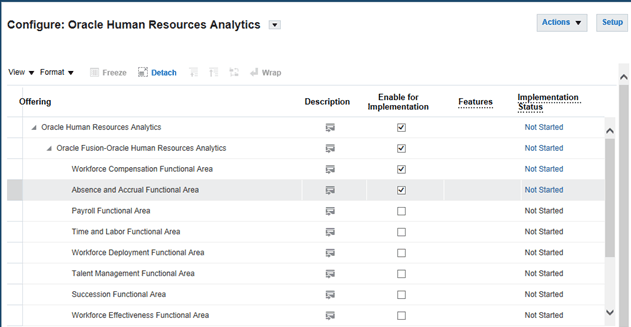 Configure: Oracle Human Resources Analytics
Actions Setup
View Format Freeze Detach Wrap
Offering Description Enable for Implementation Features Implementation Status
Oracle Human Resources Analytics Not Started
Oracle Fusion-Oracle Human Resources Analytics Not Started
Workforce Compensation Functional Area Not Started
Absence and Accrual Functional Area Not Started
Payroll Functional Area Not Started
Time and Labor Functional Area Not Started
Workforce Deployment Functional Area Not Started
Talent Management Functional Area Not Started
Succession Functional Area Not Started
Workforce Effectiveness Functional Area Not Started